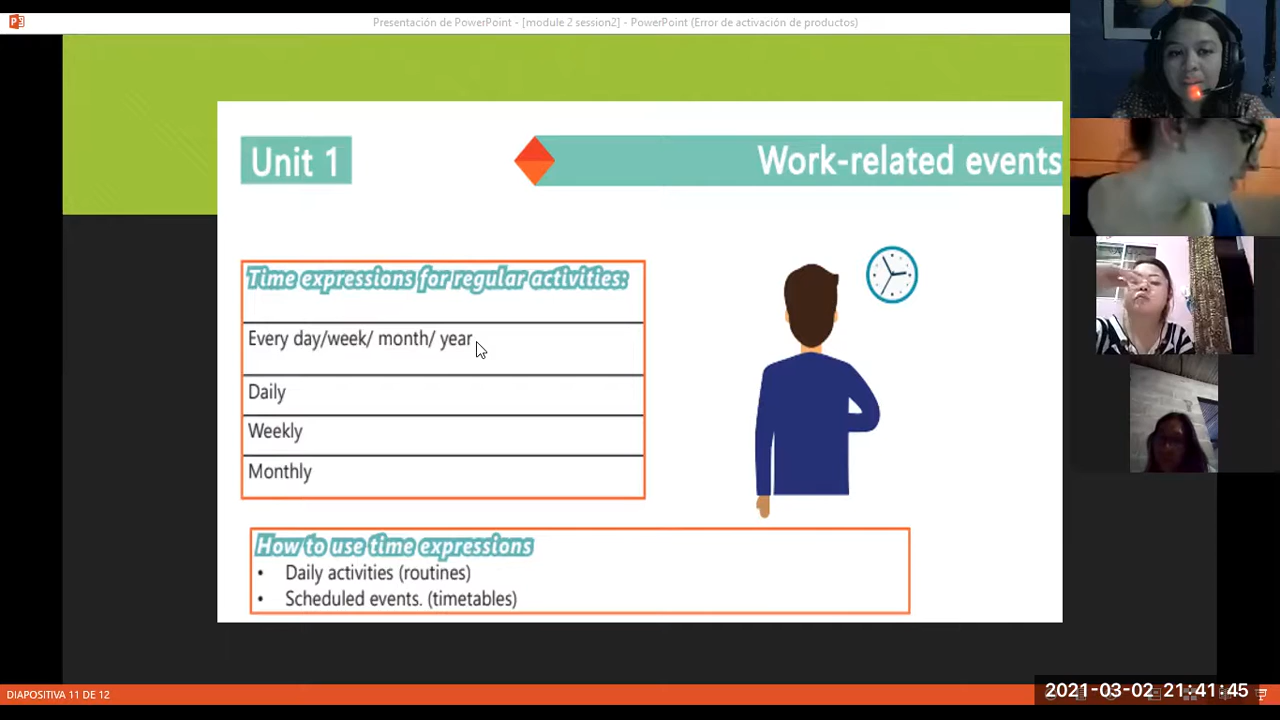 Presentación de PowerPoint - [module 2 session2] - PowerPoint (Error de activación de productos)
Unit 1
Work-related events
Time expressions for regular activities:
Every day/week/ month/ year
Daily
Weekly
Monthly
How to use time expressions
• Daily activities (routines)
• Scheduled events. (timetables)
DIAPOSITIVA 11 DE 12
2021-03-02 21:41:45